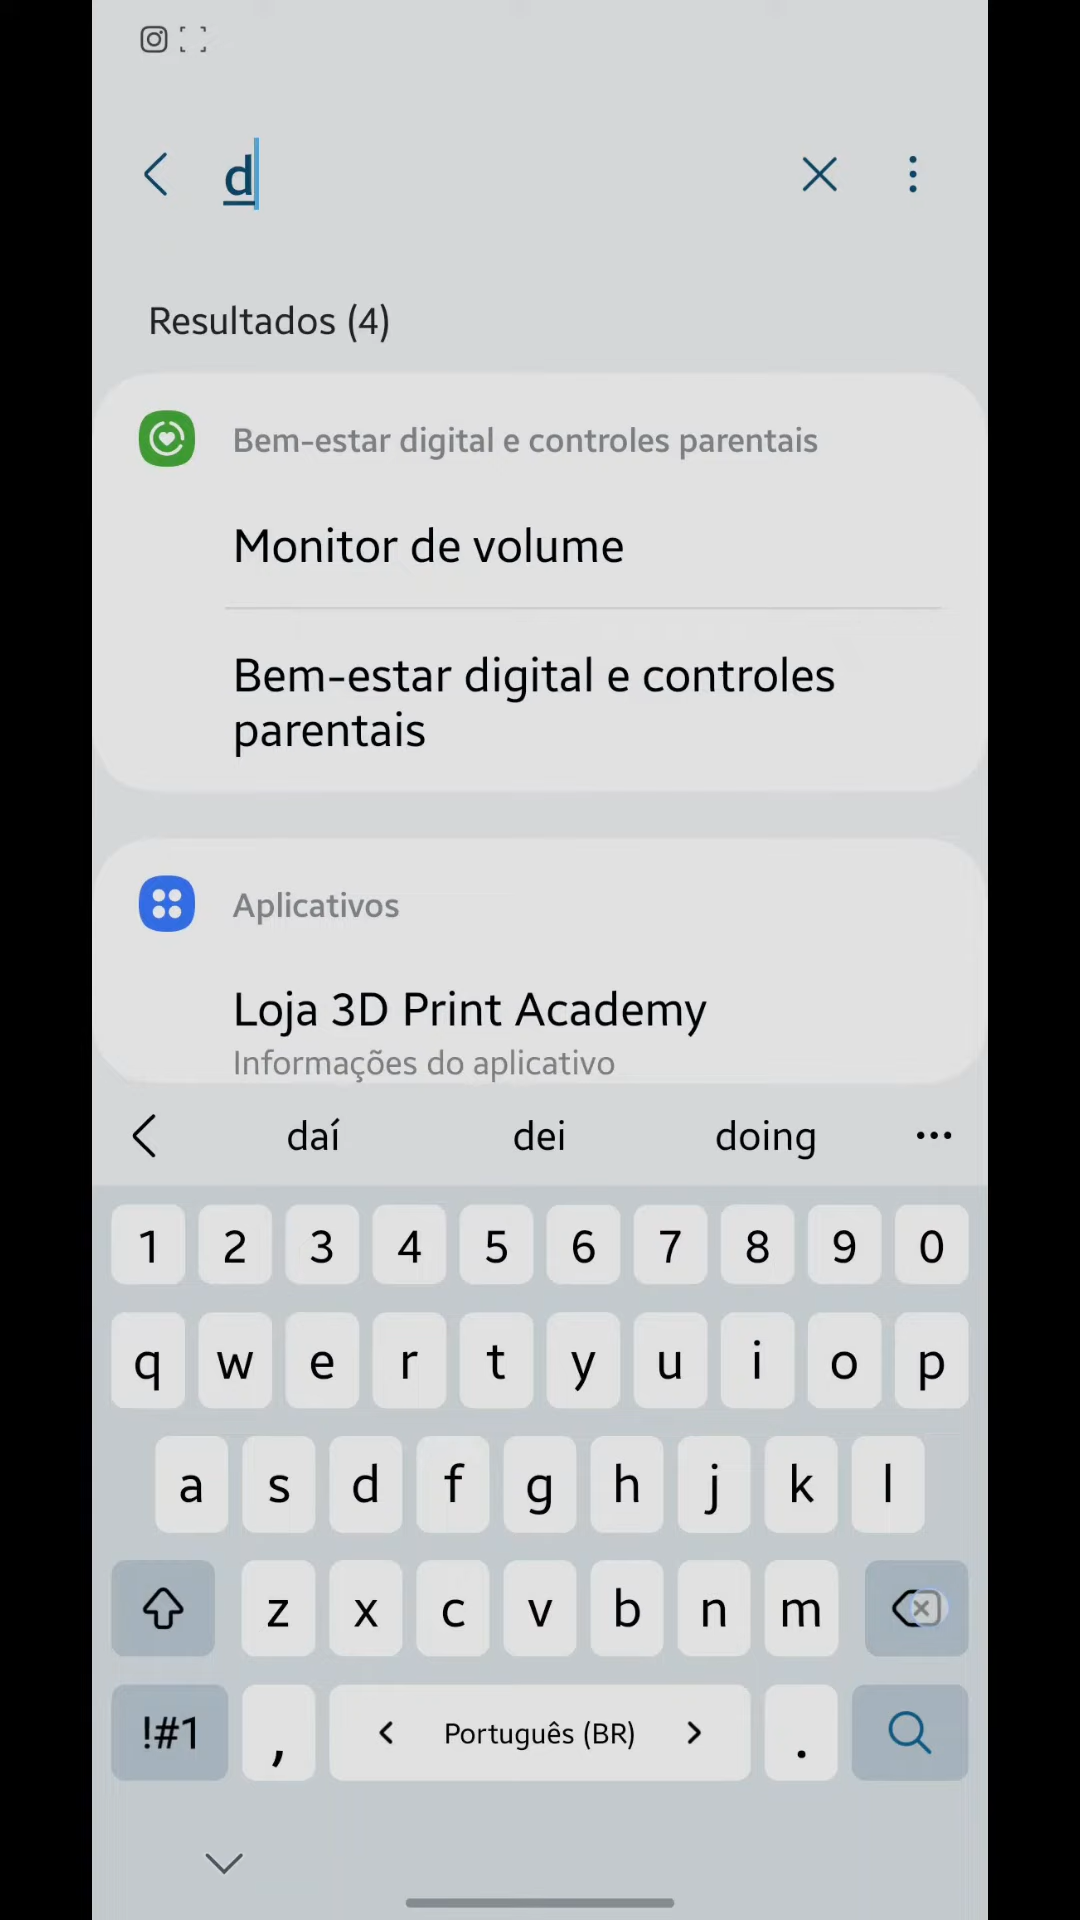 d
Resultados (4)
Bem-estar digital e controles parentais
Monitor de volume
Bem-estar digital e controles
parentais
Aplicativos
Loja 3D Print Academy
Informações do aplicativo
daí dei doing
1 2 3 4 5 6 7 8 9 0
q w e r t y u i o p
a s d f g h j k l
z x c v b n m
!#1 , Português (BR) .